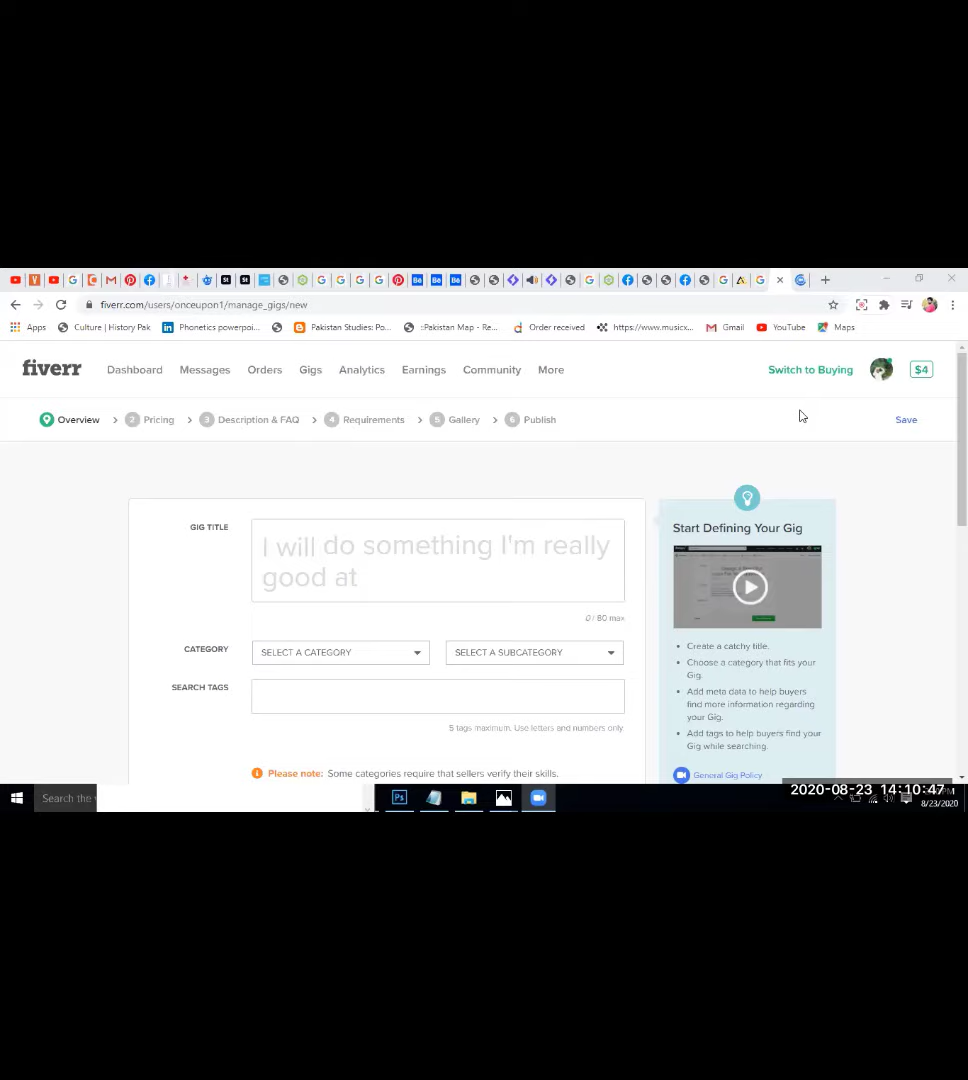 fiverr.com/users/onceupon1/manage_gigs/new
Apps Culture | History Pak Phonetics powerpoi... Pakistan Studies: Po... ::Pakistan Map - Re... Order received https://www.musicx... Gmail YouTube Maps
fiverr Dashboard Messages Orders Gigs Analytics Earnings Community More Switch to Buying $4
Overview 2 Pricing 3 Description & FAQ 4 Requirements 5 Gallery 6 Publish Save
GIG TITLE
I will do something I'm really
good at
0 / 80 max
CATEGORY SELECT A CATEGORY SELECT A SUBCATEGORY
SEARCH TAGS
5 tags maximum. Use letters and numbers only.
Please note: Some categories require that sellers verify their skills.
Start Defining Your Gig
• Create a catchy title.
• Choose a category that fits your
Gig.
• Add meta data to help buyers
find more information regarding
your Gig.
• Add tags to help buyers find your
Gig while searching.
General Gig Policy
Search the
Ps
2020-08-23 14:10:47
8/23/2020